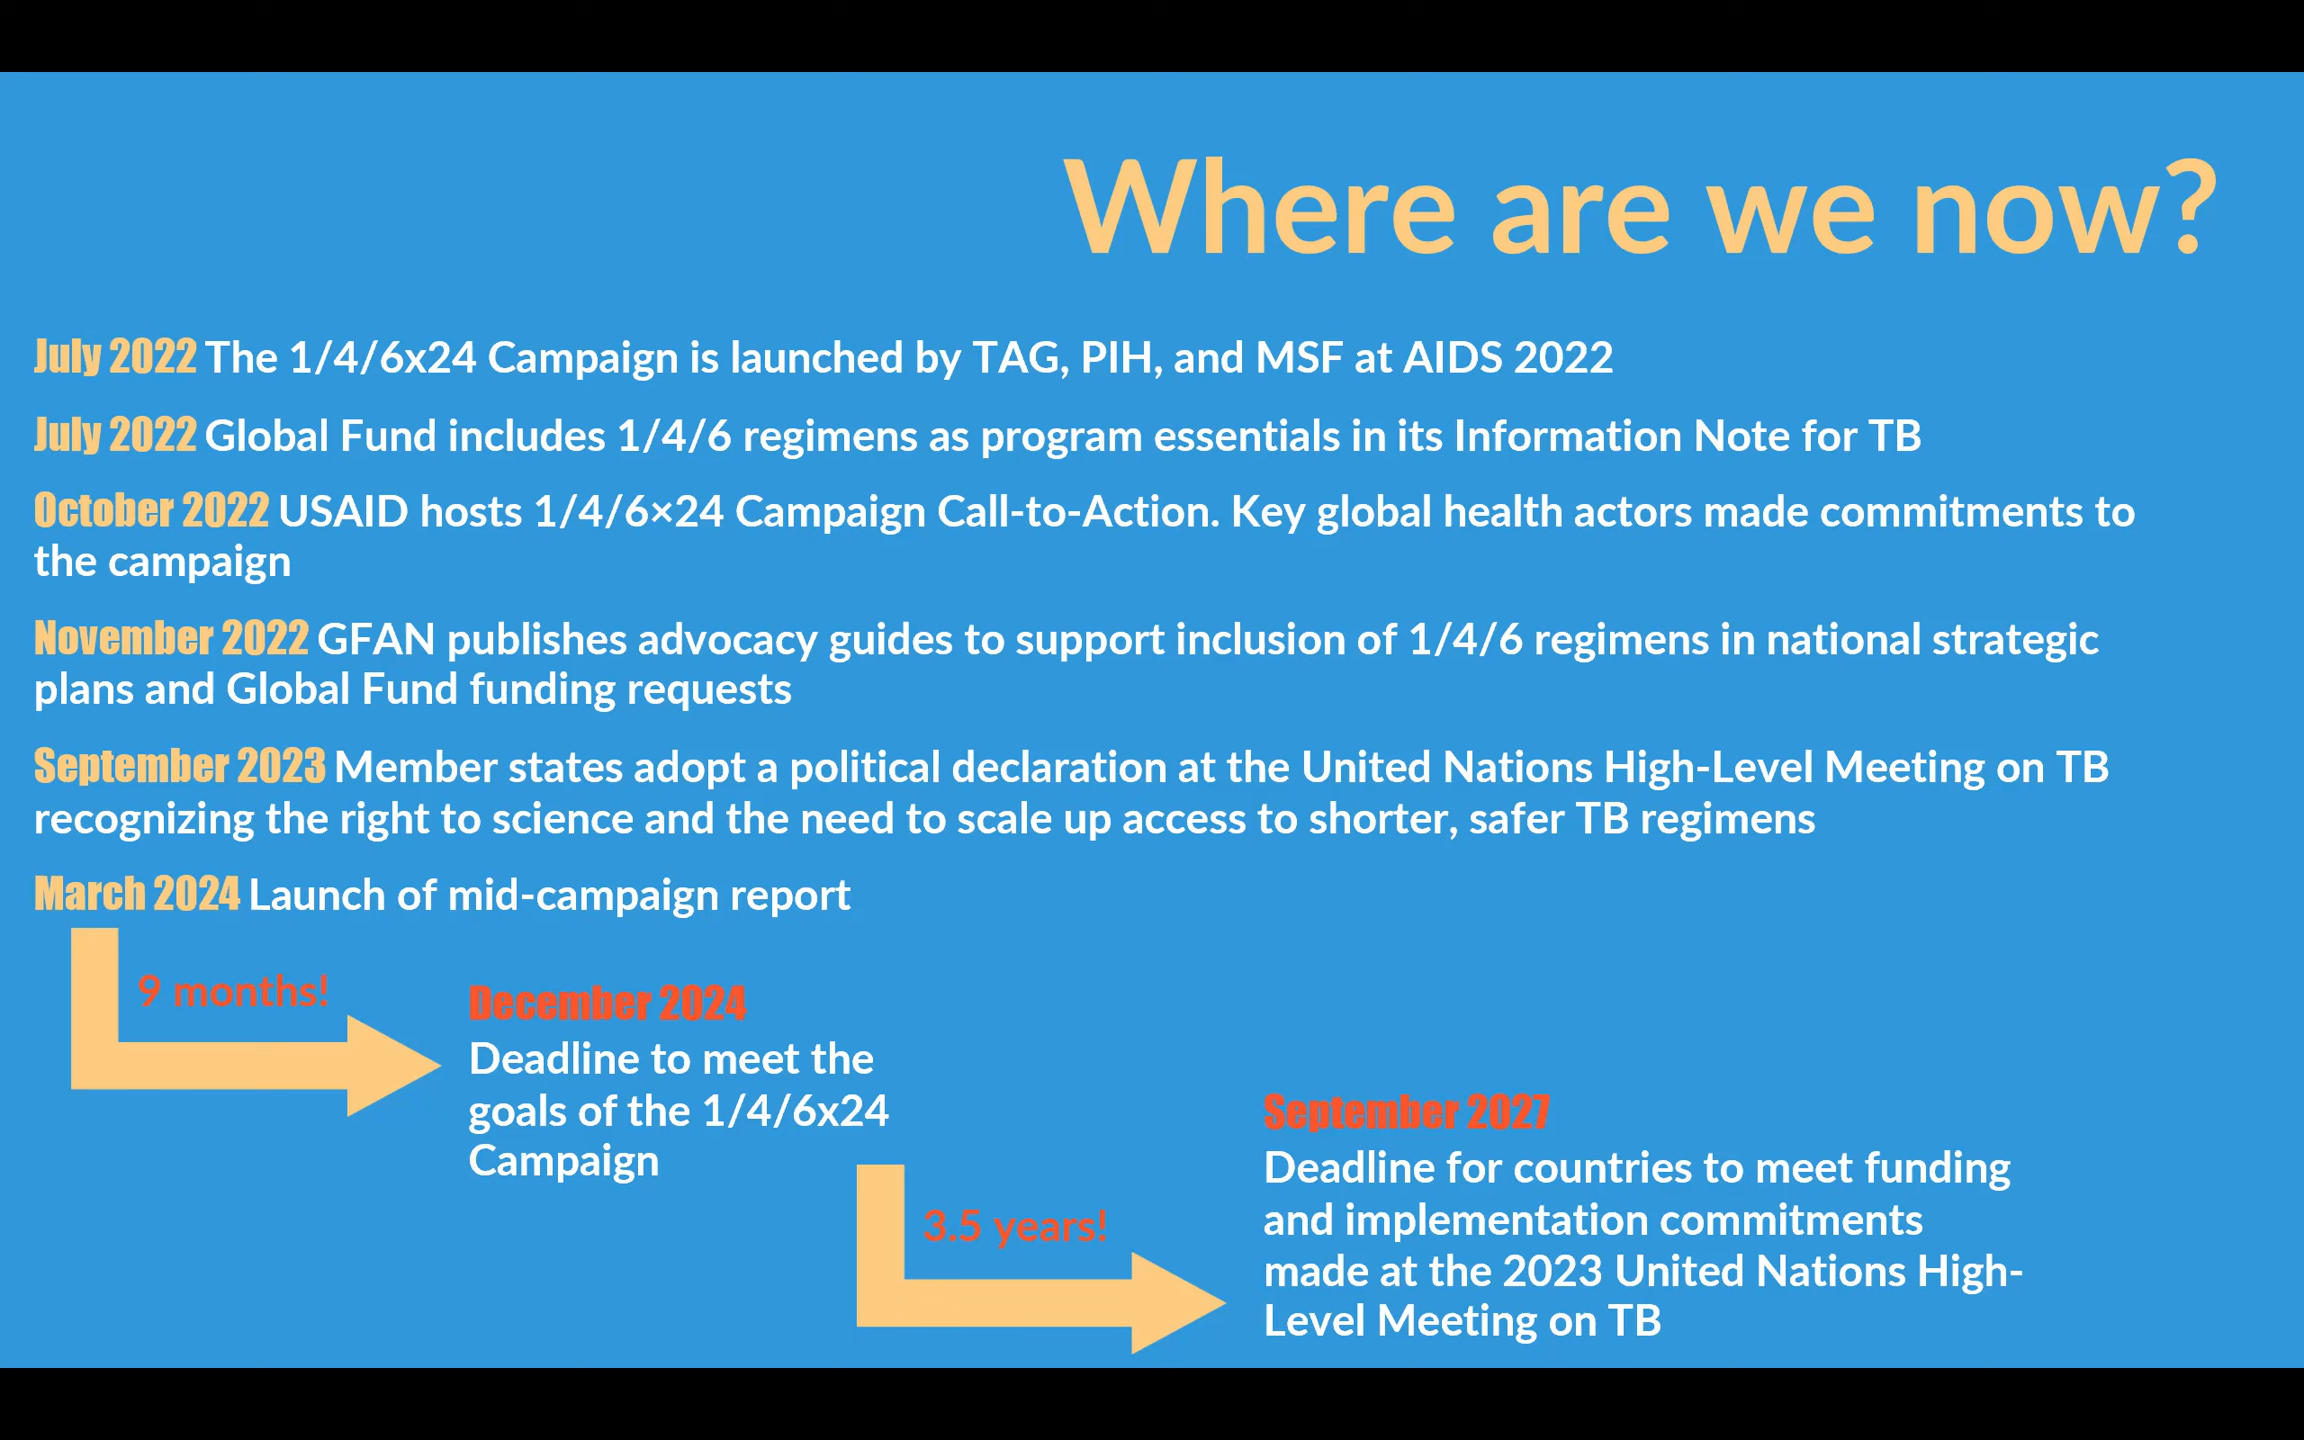 Where are we now?
July 2022 The 1/4/6x24 Campaign is launched by TAG, PIH, and MSF at AIDS 2022
July 2022 Global Fund includes 1/4/6 regimens as program essentials in its Information Note for TB
October 2022 USAID hosts 1/4/6×24 Campaign Call-to-Action. Key global health actors made commitments to
the campaign
November 2022 GFAN publishes advocacy guides to support inclusion of 1/4/6 regimens in national strategic
plans and Global Fund funding requests
September 2023 Member states adopt a political declaration at the United Nations High-Level Meeting on TB
recognizing the right to science and the need to scale up access to shorter, safer TB regimens
March 2024 Launch of mid-campaign report
9 months!
December 2024
Deadline to meet the
goals of the 1/4/6x24
Campaign
3.5 years!
September 2027
Deadline for countries to meet funding
and implementation commitments
made at the 2023 United Nations High-
Level Meeting on TB